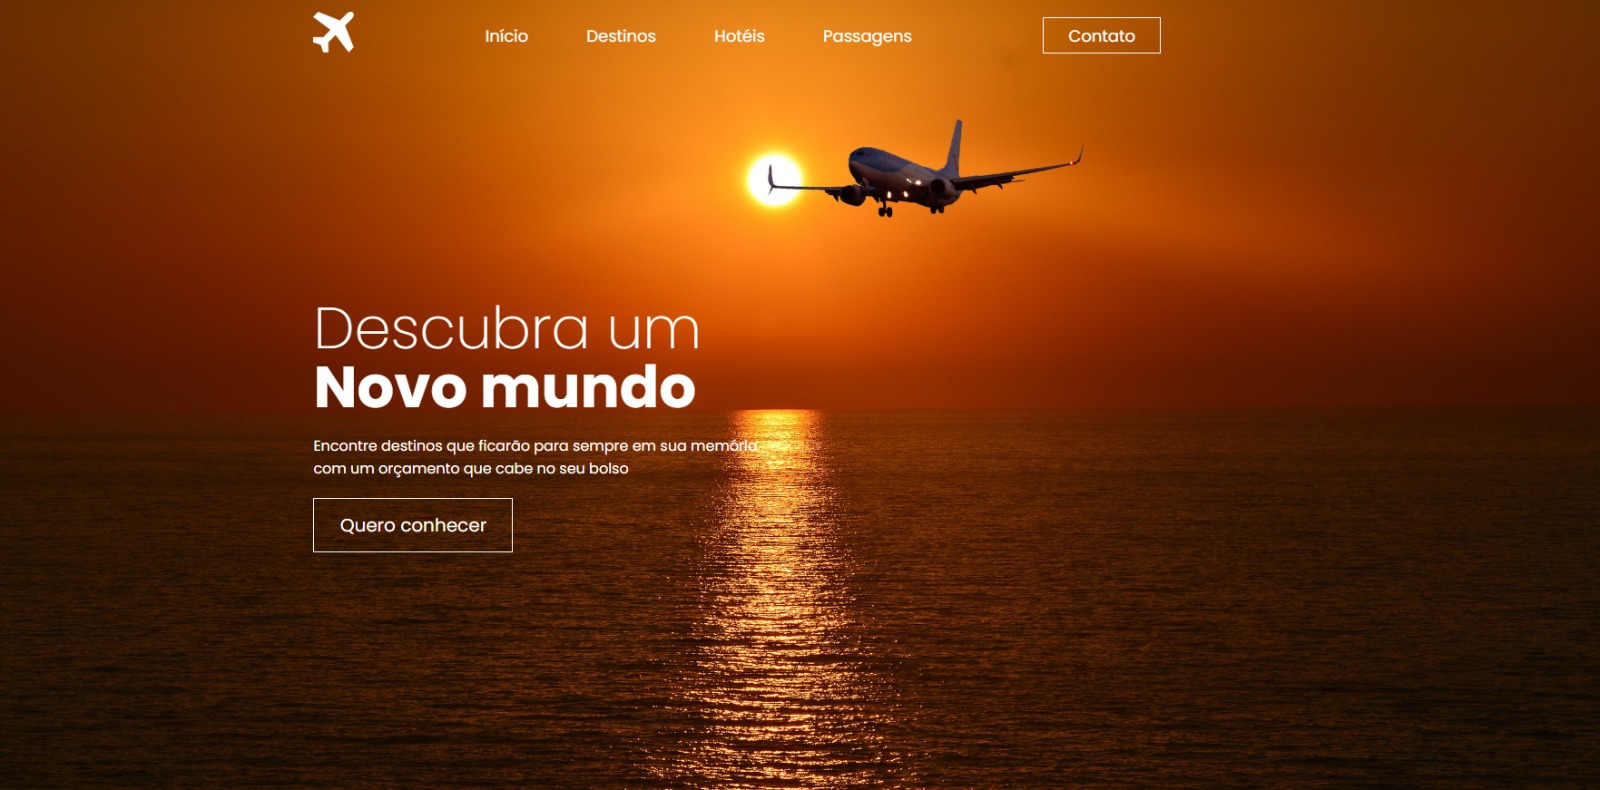 Início
Destinos
Hotéis
Passagens
Contato
Descubra um
Novo mundo
Encontre destinos que ficarão para sempre em sua memória
com um orçamento que cabe no seu bolso
Quero conhecer